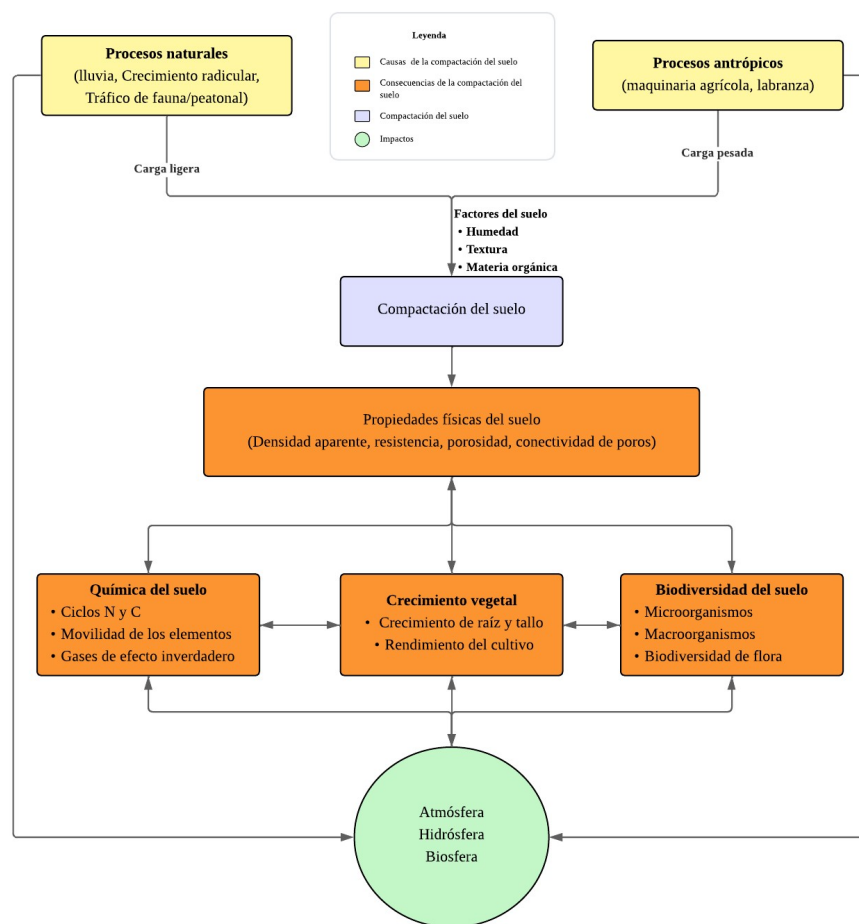 Leyenda
Causas de la compactación del suelo
Consecuencias de la compactación del
suelo
Compactación del suelo
Impactos
Procesos naturales
(lluvia, Crecimiento radicular,
Tráfico de fauna/peatonal)
Procesos antrópicos
(maquinaria agrícola, labranza)
Carga ligera
Carga pesada
Factores del suelo
• Humedad
• Textura
• Materia orgánica
Compactación del suelo
Propiedades físicas del suelo
(Densidad aparente, resistencia, porosidad, conectividad de poros)
Química del suelo
• Ciclos N y C
• Movilidad de los elementos
• Gases de efecto inverdadero
Crecimiento vegetal
• Crecimiento de raíz y tallo
• Rendimiento del cultivo
Biodiversidad del suelo
• Microorganismos
• Macroorganismos
• Biodiversidad de flora
Atmósfera
Hidrósfera
Biosfera